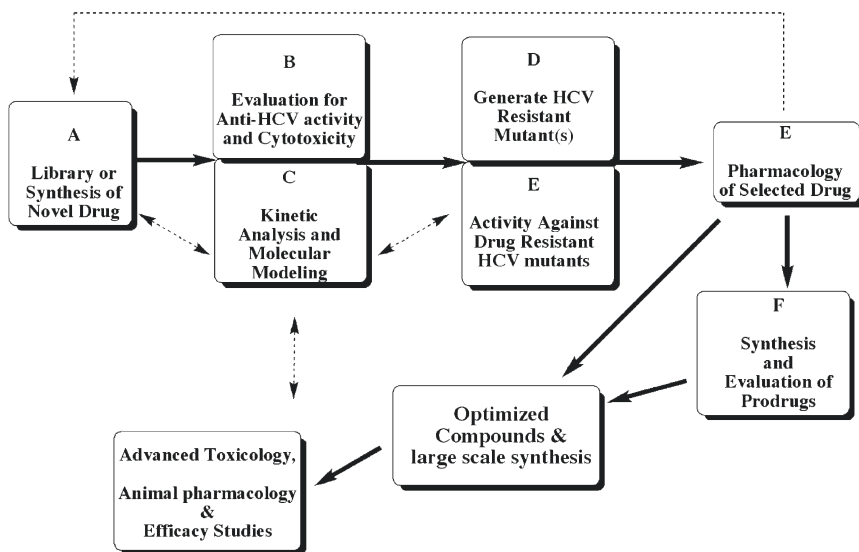 A
Library or
Synthesis of
Novel Drug
B
Evaluation for
Anti-HCV activity
and Cytotoxicity
C
Kinetic
Analysis and
Molecular
Modeling
D
Generate HCV
Resistant
Mutant(s)
E
Activity Against
Drug Resistant
HCV mutants
E
Pharmacology
of Selected Drug
F
Synthesis
and
Evaluation of
Prodrugs
Optimized
Compounds &
large scale synthesis
Advanced Toxicology,
Animal pharmacology
&
Efficacy Studies